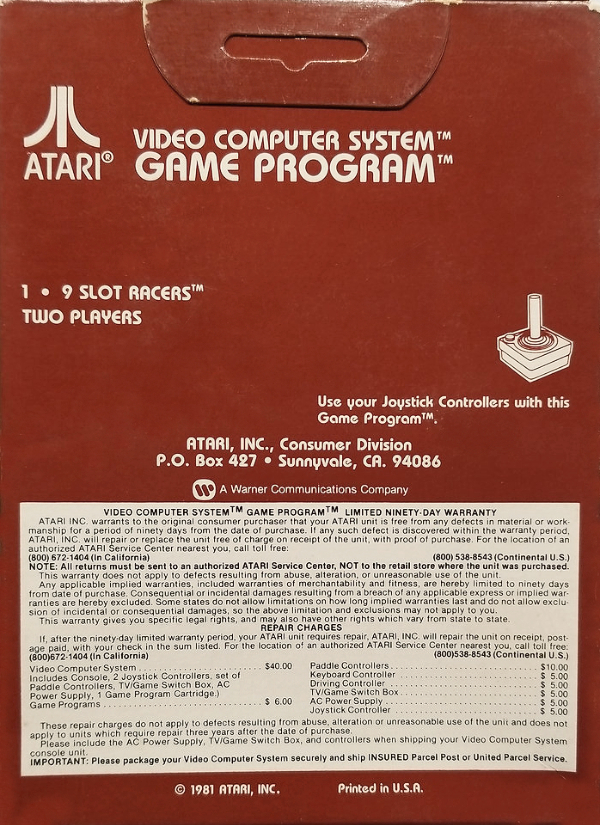 ATARI®
VIDEO COMPUTER SYSTEM™
GAME PROGRAM™
1 • 9 SLOT RACERS™
TWO PLAYERS
Use your Joystick Controllers with this
Game Program™.
ATARI, INC., Consumer Division
P.O. Box 427 • Sunnyvale, CA. 94086
A Warner Communications Company
VIDEO COMPUTER SYSTEM™ GAME PROGRAM™ LIMITED NINETY-DAY WARRANTY
ATARI INC. warrants to the original consumer purchaser that your ATARI unit is free from any defects in material or work-
manship for a period of ninety days from the date of purchase. If any such defect is discovered within the warranty period,
ATARI, INC. will repair or replace the unit free of charge on receipt of the unit, with proof of purchase. For the location of an
authorized ATARI Service Center nearest you, call toll free:
(800) 672-1404 (in California) (800) 538-8543 (Continental U.S.)
NOTE: All returns must be sent to an authorized ATARI Service Center, NOT to the retail store where the unit was purchased.
This warranty does not apply to defects resulting from abuse, alteration, or unreasonable use of the unit.
Any applicable implied warranties, included warranties of merchantability and fitness, are hereby limited to ninety days
from date of purchase. Consequential or incidental damages resulting from a breach of any applicable express or implied war-
ranties are hereby excluded. Some states do not allow limitations on how long implied warranties last and do not allow exclu-
sion of incidental or consequential damages, so the above limitation and exclusions may not apply to you.
This warranty gives you specific legal rights, and may also have other rights which vary from state to state.
REPAIR CHARGES
If, after the ninety-day limited warranty period, your ATARI unit requires repair, ATARI, INC. will repair the unit on receipt, post-
age paid, with your check in the sum listed. For the location of an authorized ATARI Service Center nearest you, call toll free:
(800)672-1404 (in California) (800)538-8543 (Continental U.S.)
Video Computer System . . . . . . . . . . . . . . . . . . . . . $40.00
Includes Console, 2 Joystick Controllers, set of
Paddle Controllers, TV/Game Switch Box, AC
Power Supply, 1 Game Program Cartridge.)
Game Programs . . . . . . . . . . . . . . . . . . . . . . . . . . $ 6.00
Paddle Controllers . . . . . . . . . . . . . . . . . . . . . . . $10.00
Keyboard Controller . . . . . . . . . . . . . . . . . . . . . . $ 5.00
Driving Controller . . . . . . . . . . . . . . . . . . . . . . . $ 5.00
TV/Game Switch Box . . . . . . . . . . . . . . . . . . . . . . $ 5.00
AC Power Supply . . . . . . . . . . . . . . . . . . . . . . . . $ 5.00
Joystick Controller . . . . . . . . . . . . . . . . . . . . . . $ 5.00
These repair charges do not apply to defects resulting from abuse, alteration or unreasonable use of the unit and does not
apply to units which require repair three years after the date of purchase.
Please include the AC Power Supply, TV/Game Switch Box, and controllers when shipping your Video Computer System
console unit.
IMPORTANT: Please package your Video Computer System securely and ship INSURED Parcel Post or United Parcel Service.
© 1981 ATARI, INC. Printed in U.S.A.